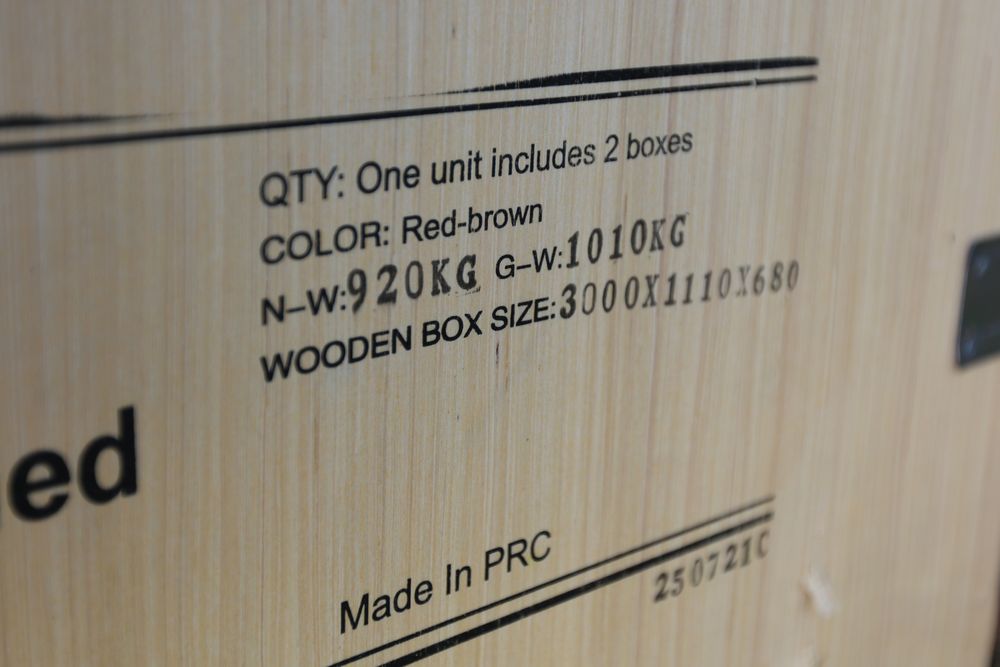 QTY: One unit includes 2 boxes
COLOR: Red-brown
N-W:920KG G-W:1010KG
WOODEN BOX SIZE:3000X1110X680
Made In PRC
250721C